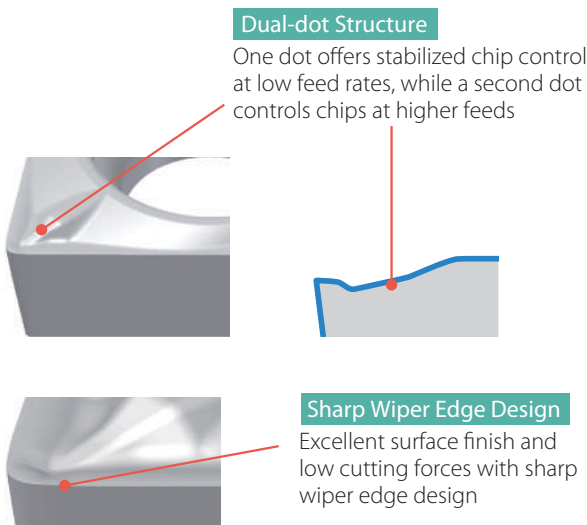 Dual-dot Structure
One dot offers stabilized chip control
at low feed rates, while a second dot
controls chips at higher feeds
Sharp Wiper Edge Design
Excellent surface finish and
low cutting forces with sharp
wiper edge design